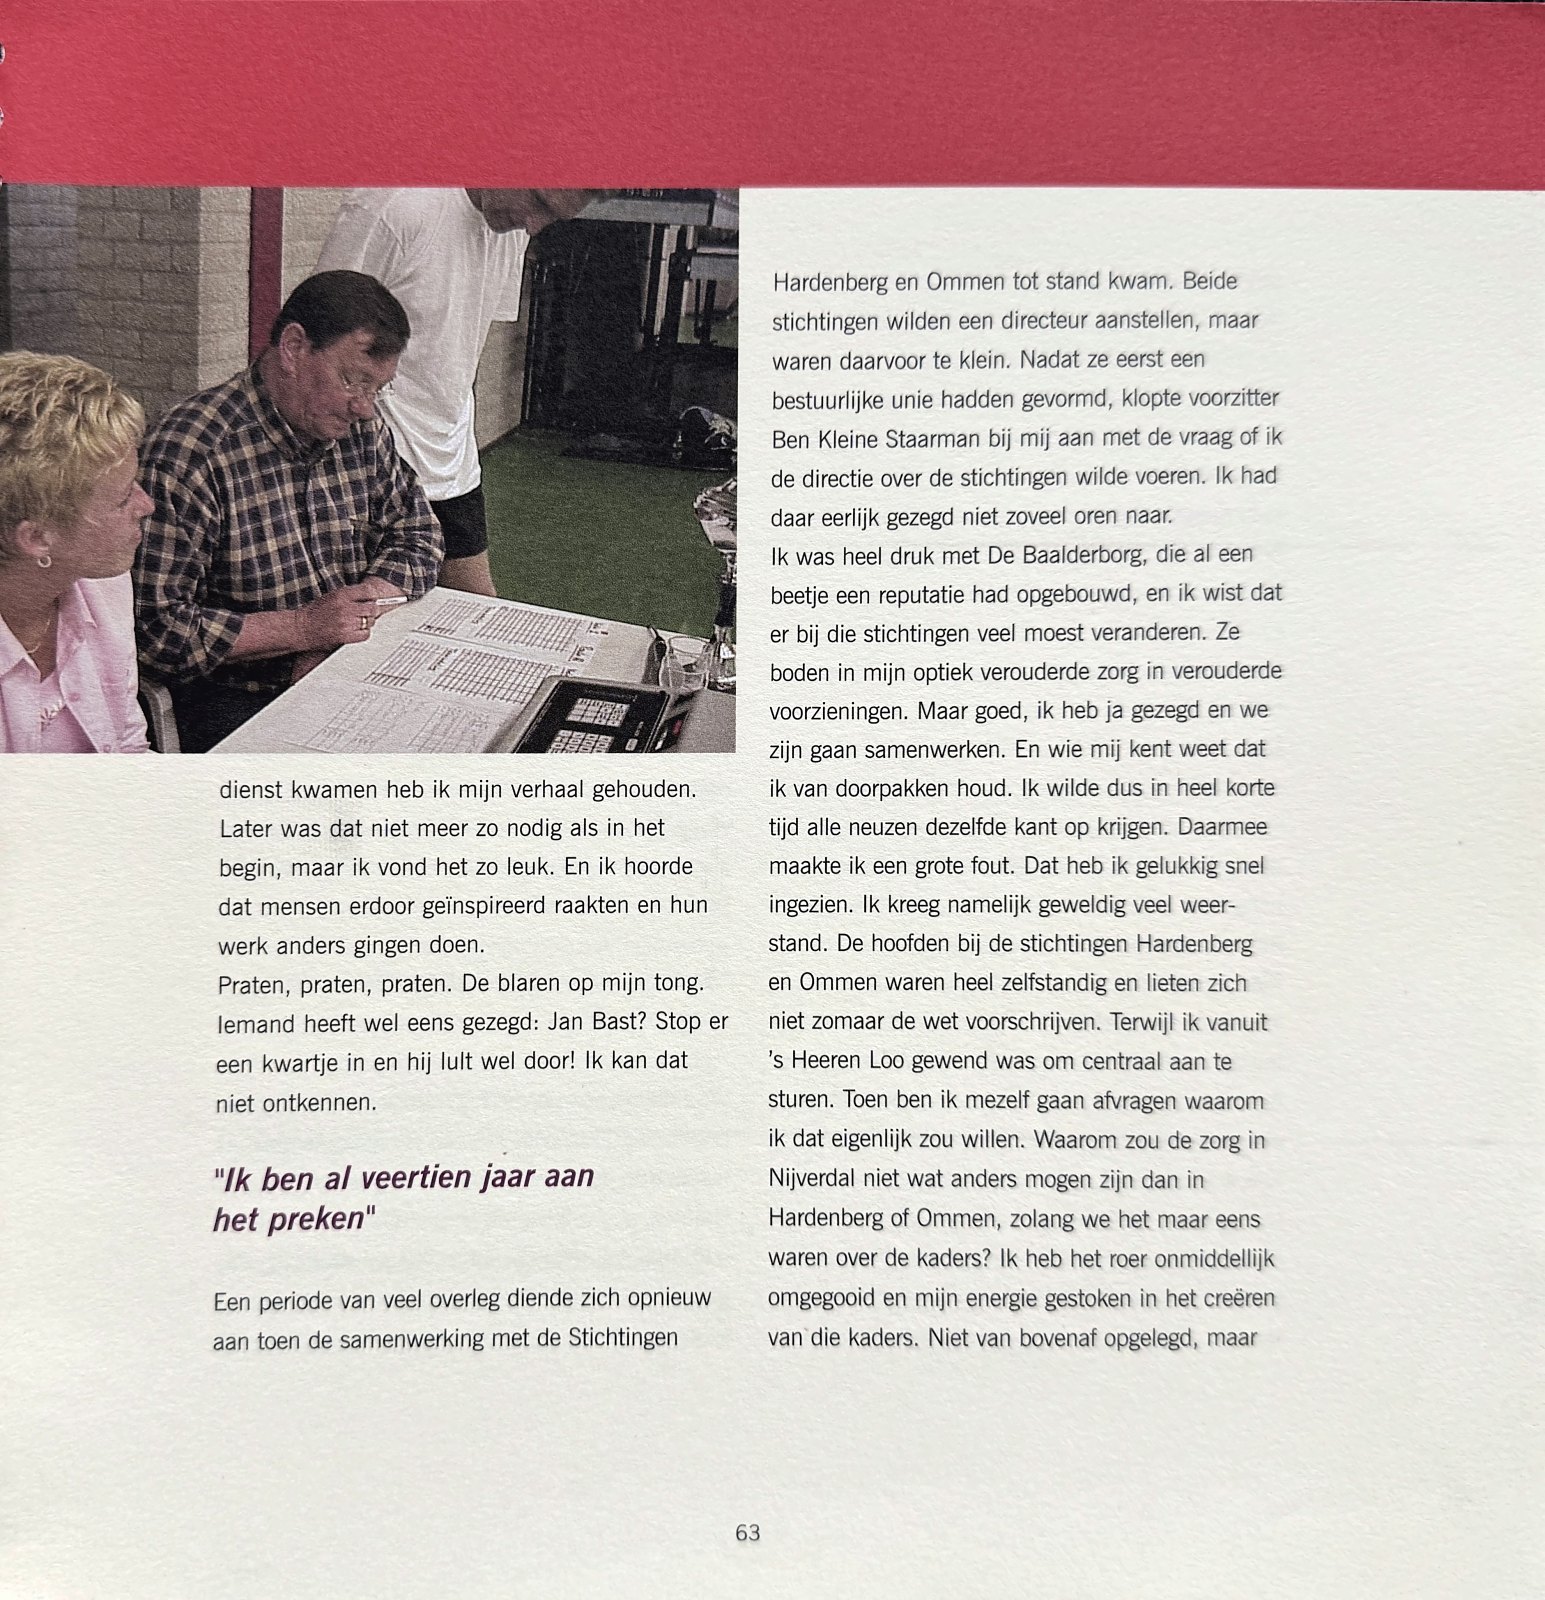 dienst kwamen heb ik mijn verhaal gehouden.
Later was dat niet meer zo nodig als in het
begin, maar ik vond het zo leuk. En ik hoorde
dat mensen erdoor geïnspireerd raakten en hun
werk anders gingen doen.
Praten, praten, praten. De blaren op mijn tong.
Iemand heeft wel eens gezegd: Jan Bast? Stop er
een kwartje in en hij lult wel door! Ik kan dat
niet ontkennen.
"Ik ben al veertien jaar aan
het preken"
Een periode van veel overleg diende zich opnieuw
aan toen de samenwerking met de Stichtingen
Hardenberg en Ommen tot stand kwam. Beide
stichtingen wilden een directeur aanstellen, maar
waren daarvoor te klein. Nadat ze eerst een
bestuurlijke unie hadden gevormd, klopte voorzitter
Ben Kleine Staarman bij mij aan met de vraag of ik
de directie over de stichtingen wilde voeren. Ik had
daar eerlijk gezegd niet zoveel oren naar.
Ik was heel druk met De Baalderborg, die al een
beetje een reputatie had opgebouwd, en ik wist dat
er bij die stichtingen veel moest veranderen. Ze
boden in mijn optiek verouderde zorg in verouderde
voorzieningen. Maar goed, ik heb ja gezegd en we
zijn gaan samenwerken. En wie mij kent weet dat
ik van doorpakken houd. Ik wilde dus in heel korte
tijd alle neuzen dezelfde kant op krijgen. Daarmee
maakte ik een grote fout. Dat heb ik gelukkig snel
ingezien. Ik kreeg namelijk geweldig veel weer-
stand. De hoofden bij de stichtingen Hardenberg
en Ommen waren heel zelfstandig en lieten zich
niet zomaar de wet voorschrijven. Terwijl ik vanuit
's Heeren Loo gewend was om centraal aan te
sturen. Toen ben ik mezelf gaan afvragen waarom
ik dat eigenlijk zou willen. Waarom zou de zorg in
Nijverdal niet wat anders mogen zijn dan in
Hardenberg of Ommen, zolang we het maar eens
waren over de kaders? Ik heb het roer onmiddellijk
omgegooid en mijn energie gestoken in het creëren
van die kaders. Niet van bovenaf opgelegd, maar
63